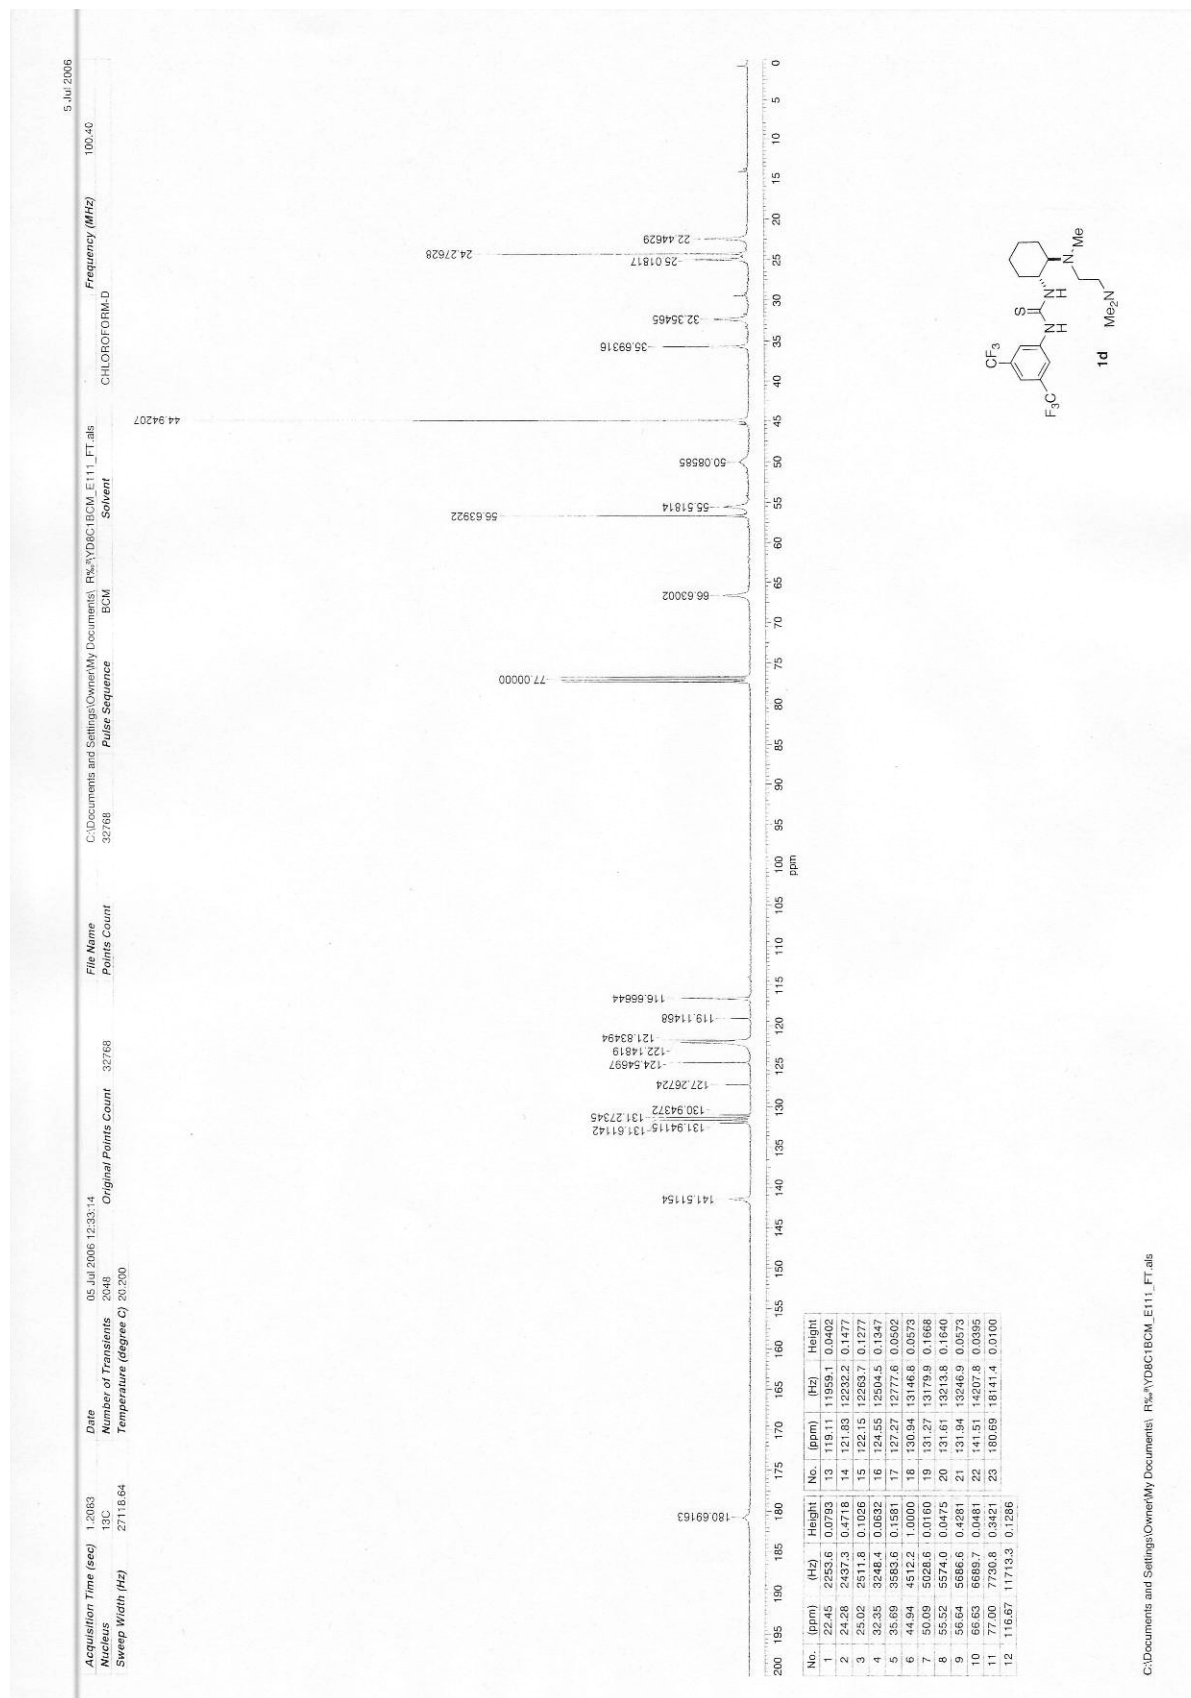 5 Jul 2006
Acquisition Time (sec) 1.2083 Date 05 Jul 2006 12:33:14 File Name C:\Documents and Settings\Owner\My Documents\ R‰ª\YD8C1BCM_E111_FT.als Frequency (MHz) 100.40
Nucleus 13C Number of Transients 2048 Original Points Count 32768 Points Count 32768 Pulse Sequence BCM Solvent CHLOROFORM-D
Sweep Width (Hz) 27118.64 Temperature (degree C) 20.200
180.69163
141.51154
131.94115
131.61142
131.27345
130.94372
127.26724
124.54697
122.14819
121.83494
119.11468
116.66644
77.00000
66.63002
56.63922
55.51814
50.08585
44.94207
35.69316
32.35465
25.01817
24.27628
22.44629
200 195 190 185 180 175 170 165 160 155 150 145 140 135 130 125 120 115 110 105 100 95 90 85 80 75 70 65 60 55 50 45 40 35 30 25 20 15 10 5 0
ppm
No. (ppm) (Hz) Height No. (ppm) (Hz) Height
1 22.45 2253.6 0.0793 13 119.11 11959.1 0.0402
2 24.28 2437.3 0.4718 14 121.83 12232.2 0.1477
3 25.02 2511.8 0.1026 15 122.15 12263.7 0.1277
4 32.35 3248.4 0.0632 16 124.55 12504.5 0.1347
5 35.69 3583.6 0.1581 17 127.27 12777.6 0.0502
6 44.94 4512.2 1.0000 18 130.94 13146.8 0.0573
7 50.09 5028.6 0.0160 19 131.27 13179.9 0.1668
8 55.52 5574.0 0.0475 20 131.61 13213.8 0.1640
9 56.64 5686.6 0.4281 21 131.94 13246.9 0.0573
10 66.63 6689.7 0.0481 22 141.51 14207.8 0.0395
11 77.00 7730.8 0.3421 23 180.69 18141.4 0.0100
12 116.67 11713.3 0.1286
CF3
S
F3C
N
H
N
H
N
Me
Me2N
1d
C:\Documents and Settings\Owner\My Documents\ R‰ª\YD8C1BCM_E111_FT.als